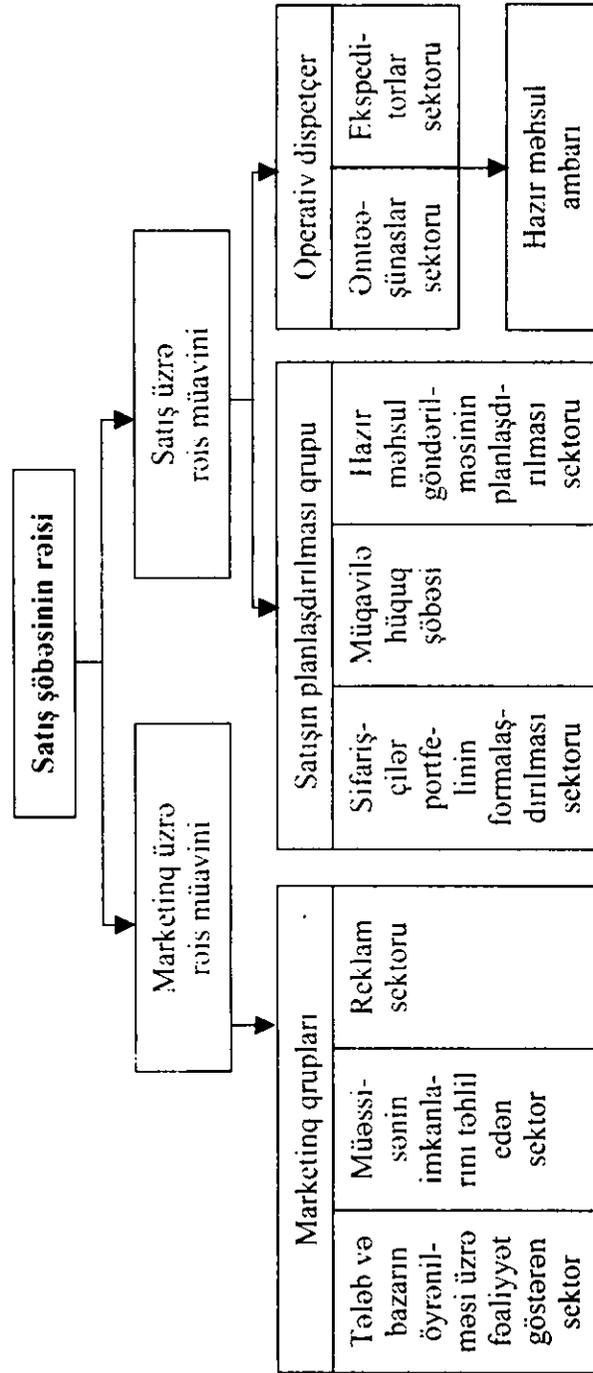 Satış şöbəsinin rəisi
Marketinq üzrə
rəis müavini
Satış üzrə
rəis müavini
Marketinq qrupları
Tələb və
bazarın
öyrənil-
məsi üzrə
fəaliyyət
göstərən
sektor
Müəssi-
sənin
imkanla-
rını təhlil
edən
sektor
Reklam
sektoru
Satışın planlaşdırılması qrupu
Sifariş-
çilər
portfe-
linin
formalaş-
dırılması
sektoru
Müqavilə
hüquq
şöbəsi
Hazır
məhsul
göndəril-
məsinin
planlaşdı-
rılması
sektoru
Operativ dispetçer
Əmtəə-
şünaslar
sektoru
Ekspedi-
torlar
sektoru
Hazır məhsul
ambarı